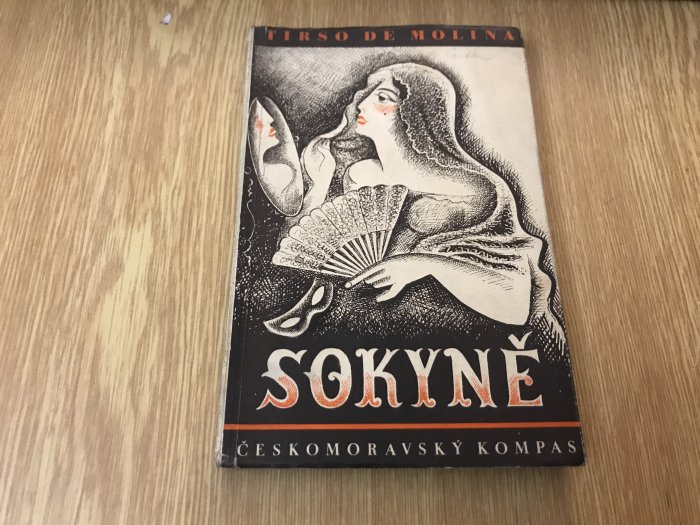 TIRSO DE MOLINA
SOKYNĚ
ČESKOMORAVSKÝ KOMPAS